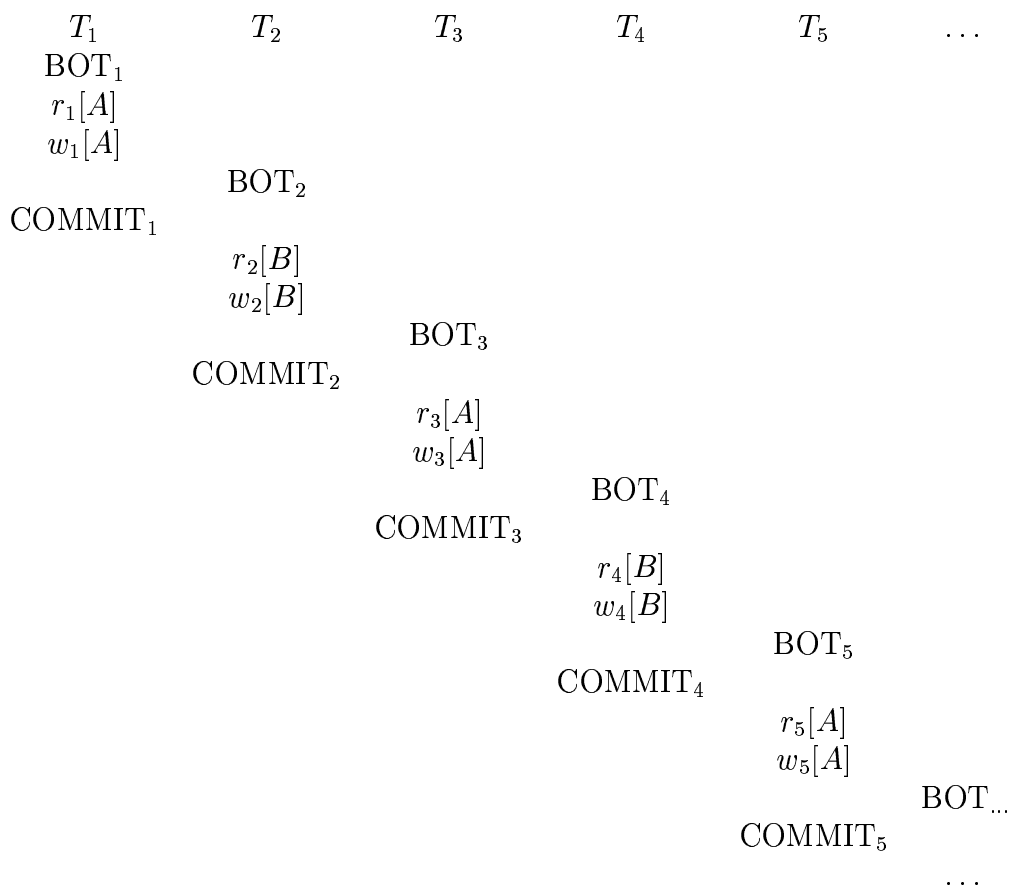 T₁ T₂ T₃ T₄ T₅ …
BOT₁
r₁[A]
w₁[A]
BOT₂
COMMIT₁
r₂[B]
w₂[B]
BOT₃
COMMIT₂
r₃[A]
w₃[A]
BOT₄
COMMIT₃
r₄[B]
w₄[B]
BOT₅
COMMIT₄
r₅[A]
w₅[A]
BOT...
COMMIT₅
…